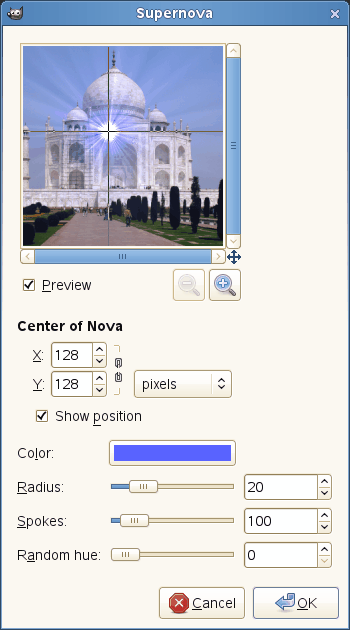 Supernova
Preview
Center of Nova
X: 128
Y: 128 pixels
Show position
Color:
Radius: 20
Spokes: 100
Random hue: 0
Cancel OK